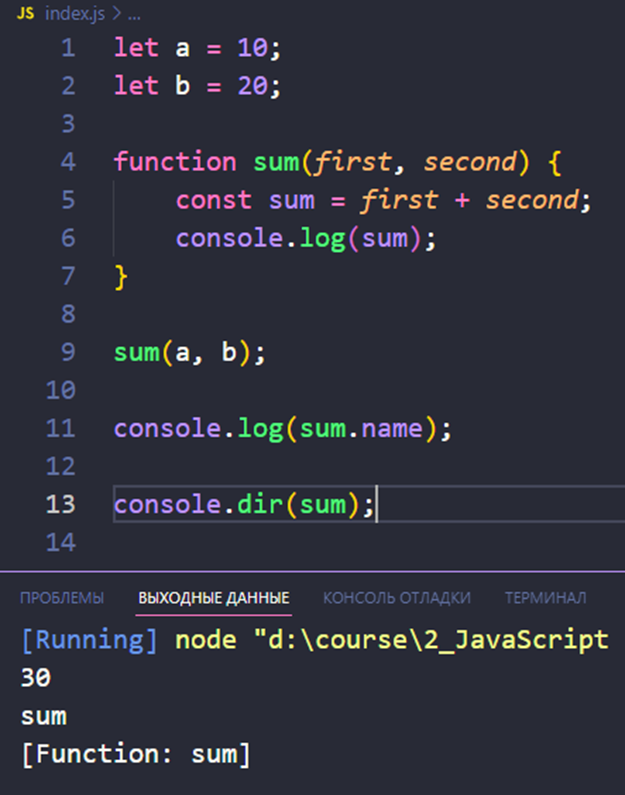 JS index.js > ...
1 let a = 10;
2 let b = 20;
3
4 function sum(first, second) {
5     const sum = first + second;
6     console.log(sum);
7 }
8
9 sum(a, b);
10
11 console.log(sum.name);
12
13 console.dir(sum);
14
ПРОБЛЕМЫ ВЫХОДНЫЕ ДАННЫЕ КОНСОЛЬ ОТЛАДКИ ТЕРМИНАЛ
[Running] node "d:\course\2_JavaScript
30
sum
[Function: sum]